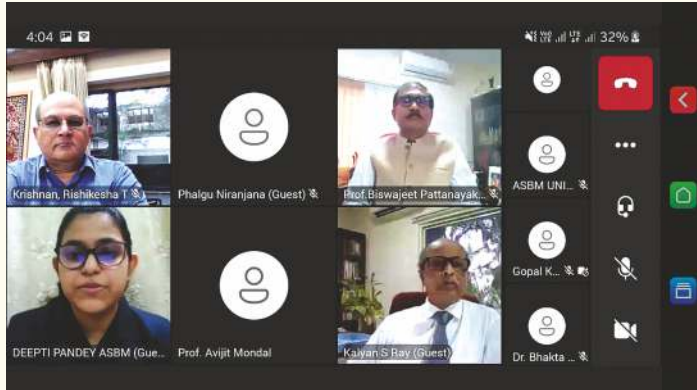 4:04
32%
Krishnan, Rishikesha T
Phalgu Niranjana (Guest)
Prof.Biswajeet Pattanayak...
ASBM UNI...
Gopal K...
DEEPTI PANDEY ASBM (Gue...
Prof. Avijit Mondal
Kalyan S Ray (Guest)
Dr. Bhakta ...